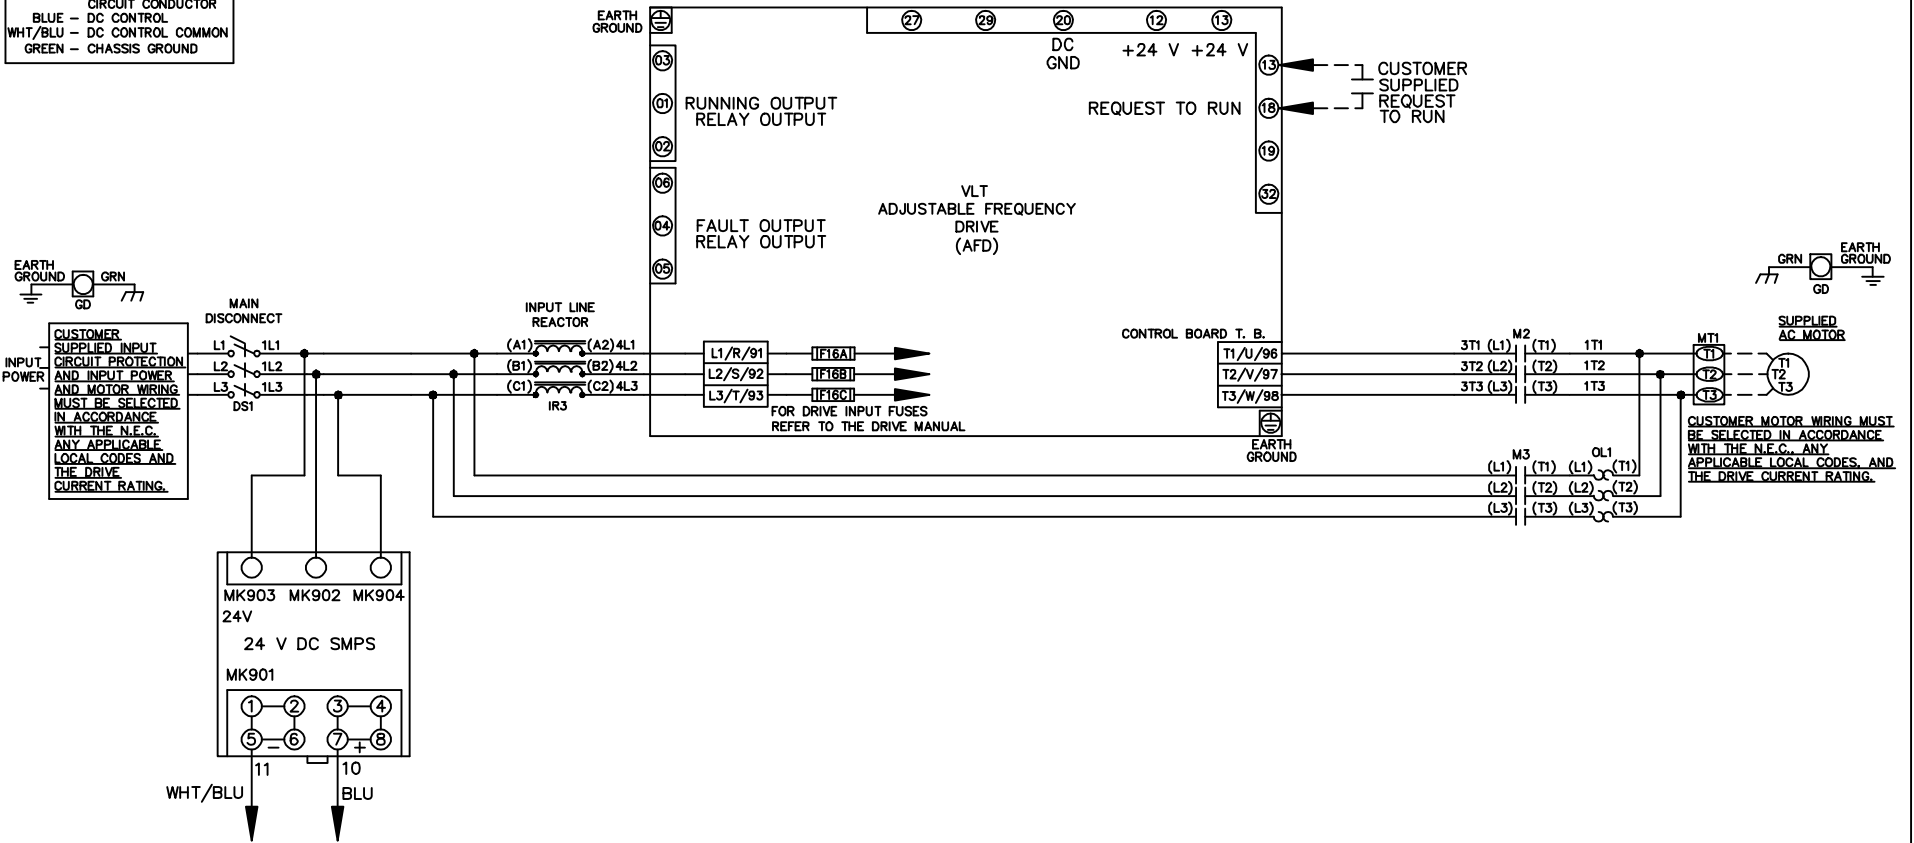 CIRCUIT CONDUCTOR
BLUE – DC CONTROL
WHT/BLU – DC CONTROL COMMON
GREEN – CHASSIS GROUND
EARTH
GROUND
27 29 20 12 13
DC
GND
+24 V +24 V
03
01
02
RUNNING OUTPUT
RELAY OUTPUT
06
04
05
FAULT OUTPUT
RELAY OUTPUT
13
18
19
32
REQUEST TO RUN
CUSTOMER
SUPPLIED
REQUEST
TO RUN
VLT
ADJUSTABLE FREQUENCY
DRIVE
(AFD)
EARTH
GROUND
GRN
GD
INPUT
POWER
CUSTOMER
SUPPLIED INPUT
CIRCUIT PROTECTION
AND INPUT POWER
AND MOTOR WIRING
MUST BE SELECTED
IN ACCORDANCE
WITH THE N.E.C.
ANY APPLICABLE
LOCAL CODES AND
THE DRIVE
CURRENT RATING.
MAIN
DISCONNECT
L1 1L1
L2 1L2
L3 1L3
DS1
INPUT LINE
REACTOR
(A1) (A2) 4L1
(B1) (B2) 4L2
(C1) (C2) 4L3
IR3
L1/R/91 F16A
L2/S/92 F16B
L3/T/93 F16C
FOR DRIVE INPUT FUSES
REFER TO THE DRIVE MANUAL
CONTROL BOARD T. B.
T1/U/96
T2/V/97
T3/W/98
EARTH
GROUND
M2
3T1 (L1) (T1) 1T1
3T2 (L2) (T2) 1T2
3T3 (L3) (T3) 1T3
M3 OL1
(L1) (T1) (L1) (T1)
(L2) (T2) (L2) (T2)
(L3) (T3) (L3) (T3)
GRN
GD
EARTH
GROUND
SUPPLIED
AC MOTOR
MT1
T1
T2
T3
T1
T2
T3
CUSTOMER MOTOR WIRING MUST
BE SELECTED IN ACCORDANCE
WITH THE N.E.C., ANY
APPLICABLE LOCAL CODES, AND
THE DRIVE CURRENT RATING.
MK903 MK902 MK904
24V
24 V DC SMPS
MK901
1 2 3 4
5 – 6 7 + 8
11 10
WHT/BLU BLU